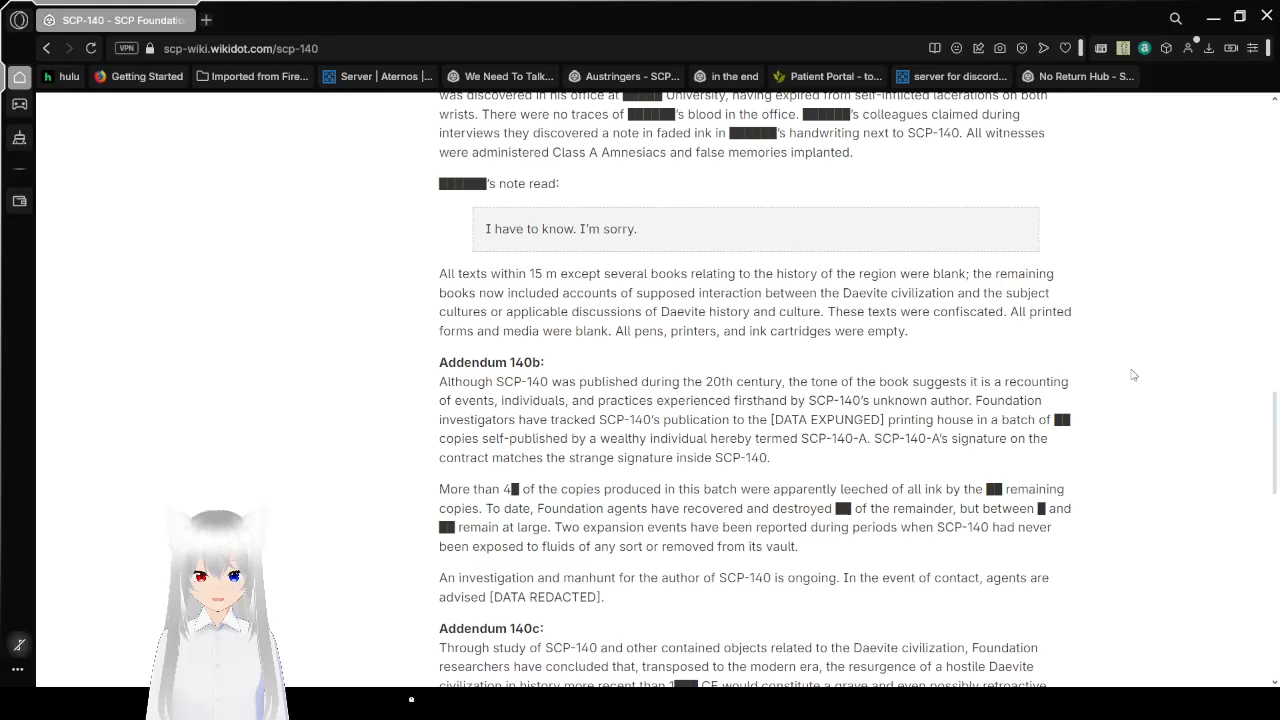 SCP-140 - SCP Foundation
scp-wiki.wikidot.com/scp-140
VPN
hulu
Getting Started
Imported from Fire...
Server | Aternos |...
We Need To Talk...
Austringers - SCP...
in the end
Patient Portal - to...
server for discord...
No Return Hub - S...
was discovered in his office at █████ University, having expired from self-inflicted lacerations on both
wrists. There were no traces of ██████'s blood in the office. ██████'s colleagues claimed during
interviews they discovered a note in faded ink in ██████'s handwriting next to SCP-140. All witnesses
were administered Class A Amnesiacs and false memories implanted.
██████'s note read:
I have to know. I'm sorry.
All texts within 15 m except several books relating to the history of the region were blank; the remaining
books now included accounts of supposed interaction between the Daevite civilization and the subject
cultures or applicable discussions of Daevite history and culture. These texts were confiscated. All printed
forms and media were blank. All pens, printers, and ink cartridges were empty.
Addendum 140b:
Although SCP-140 was published during the 20th century, the tone of the book suggests it is a recounting
of events, individuals, and practices experienced firsthand by SCP-140's unknown author. Foundation
investigators have tracked SCP-140's publication to the [DATA EXPUNGED] printing house in a batch of ██
copies self-published by a wealthy individual hereby termed SCP-140-A. SCP-140-A's signature on the
contract matches the strange signature inside SCP-140.
More than 4█ of the copies produced in this batch were apparently leeched of all ink by the ██ remaining
copies. To date, Foundation agents have recovered and destroyed ██ of the remainder, but between █ and
██ remain at large. Two expansion events have been reported during periods when SCP-140 had never
been exposed to fluids of any sort or removed from its vault.
An investigation and manhunt for the author of SCP-140 is ongoing. In the event of contact, agents are
advised [DATA REDACTED].
Addendum 140c:
Through study of SCP-140 and other contained objects related to the Daevite civilization, Foundation
researchers have concluded that, transposed to the modern era, the resurgence of a hostile Daevite
civilization in history more recent than 1███ CE would constitute a grave and even possibly retroactive